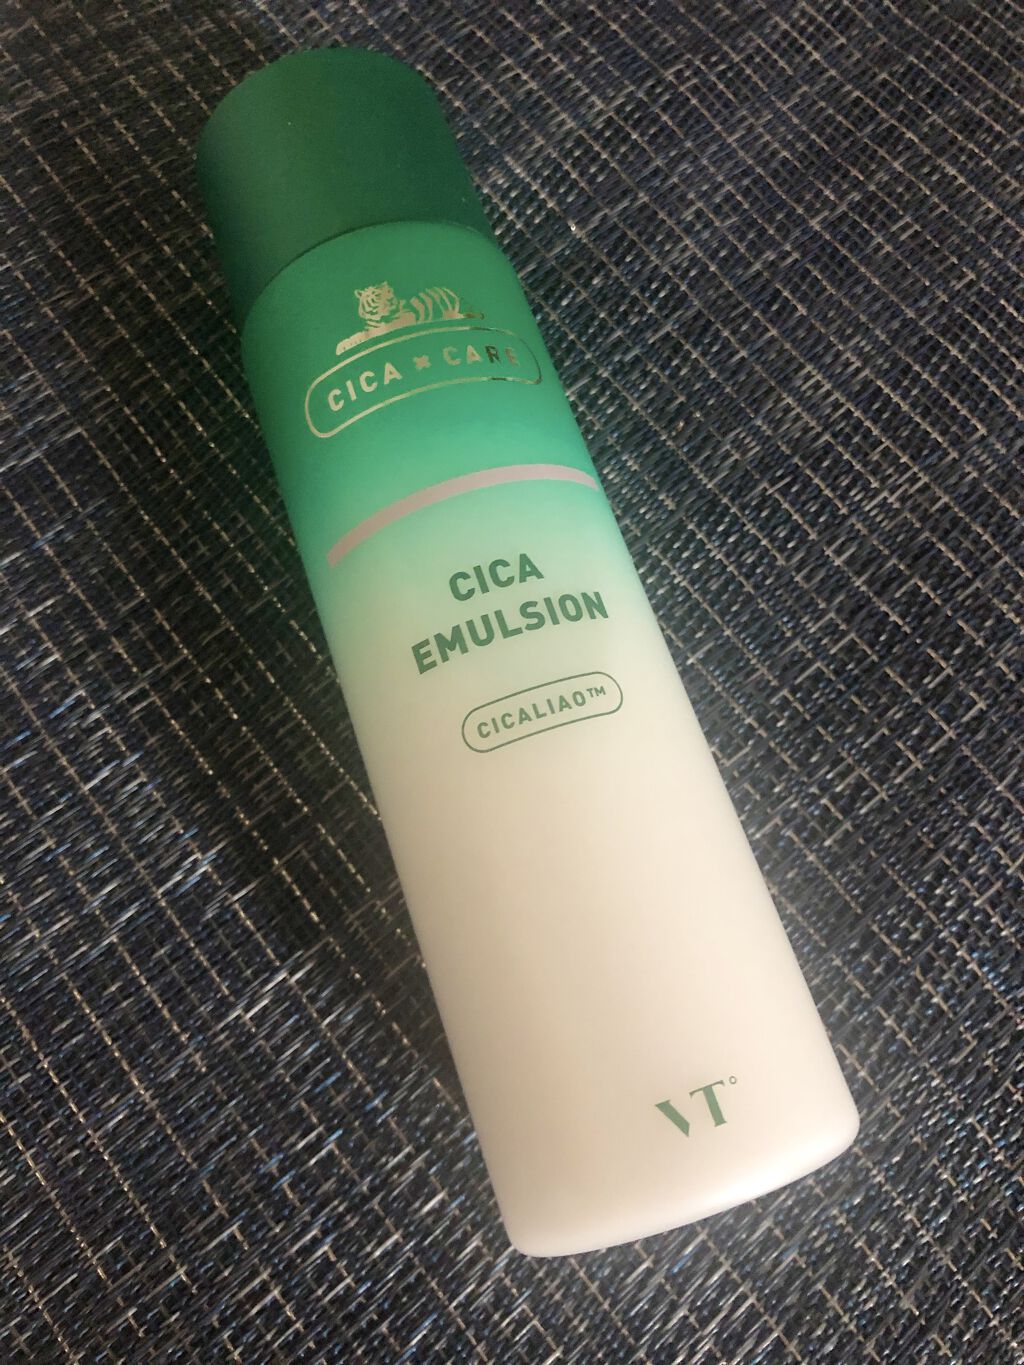 CICA × CARE
CICA
EMULSION
CICALIAO™
VT°